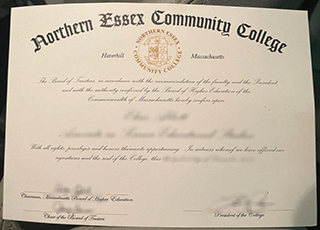 Northern Essex Community College
Haverhill Massachusetts
NORTHERN ESSEX
COMMUNITY COLLEGE
The Board of Trustees, in accordance with the recommendation of the faculty and the President
and with the authority conferred by the Board of Higher Education of the
Commonwealth of Massachusetts hereby confers upon
With all rights, privileges and honors thereunto appertaining. In witness whereof we have affixed our
signatures and the seal of the College, this
Chairman, Massachusetts Board of Higher Education
Chair of the Board of Trustees
President of the College